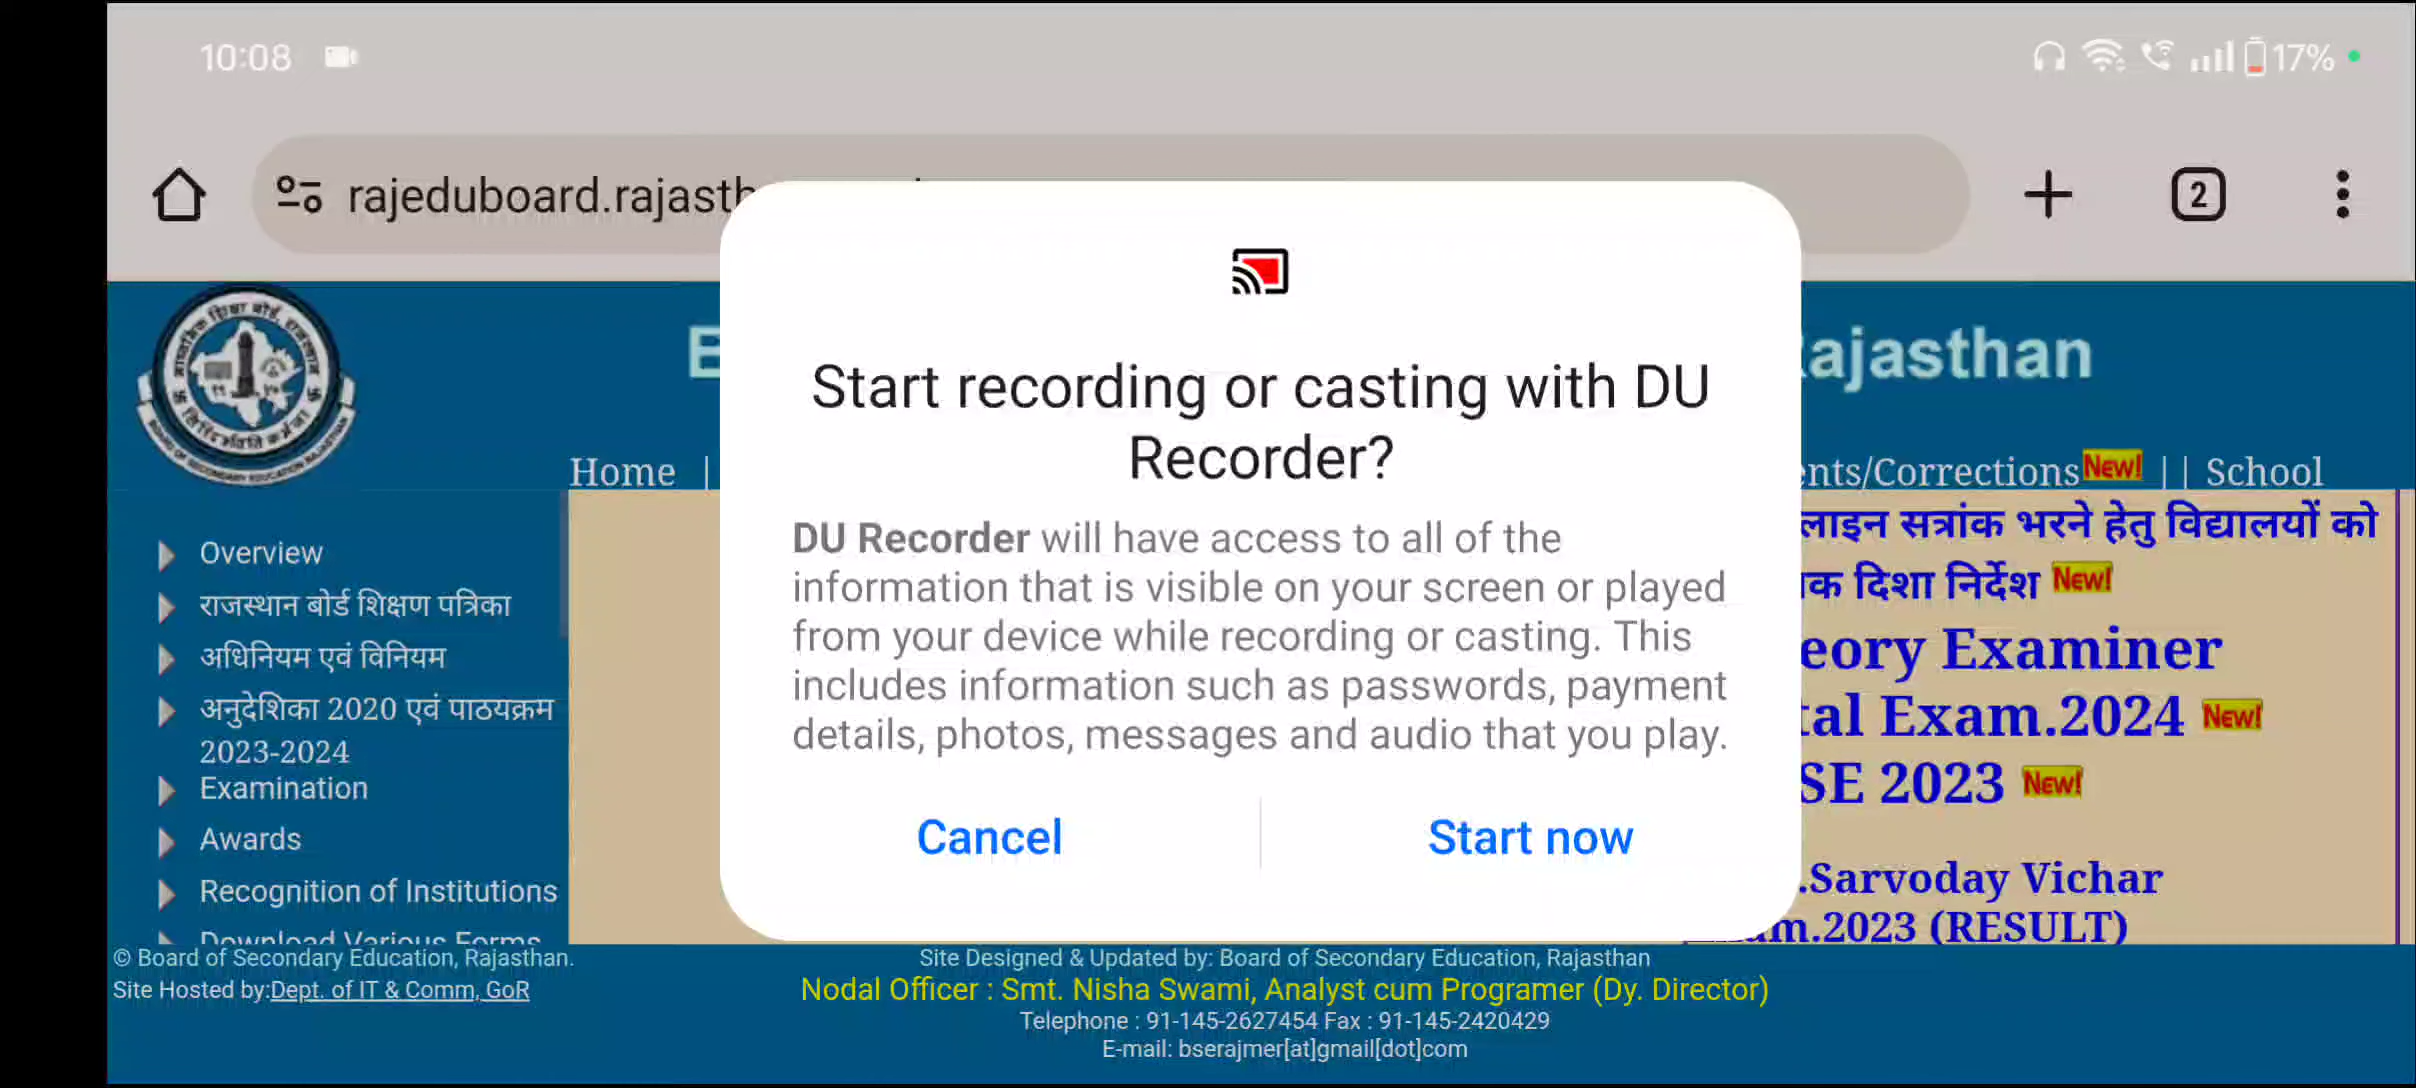 10:08
17%
rajeduboard.rajasth
2
Start recording or casting with DU
Recorder?
DU Recorder will have access to all of the
information that is visible on your screen or played
from your device while recording or casting. This
includes information such as passwords, payment
details, photos, messages and audio that you play.
Cancel
Start now
ajasthan
Home |
ents/Corrections New! || School
Overview
राजस्थान बोर्ड शिक्षण पत्रिका
अधिनियम एवं विनियम
अनुदेशिका 2020 एवं पाठयक्रम
2023-2024
Examination
Awards
Recognition of Institutions
Download Various Forms
लाइन सत्रांक भरने हेतु विद्यालयों को
क दिशा निर्देश New!
eory Examiner
tal Exam.2024 New!
SE 2023 New!
.Sarvoday Vichar
am.2023 (RESULT)
© Board of Secondary Education, Rajasthan.
Site Hosted by:Dept. of IT & Comm, GoR
Site Designed & Updated by: Board of Secondary Education, Rajasthan
Nodal Officer : Smt. Nisha Swami, Analyst cum Programer (Dy. Director)
Telephone : 91-145-2627454 Fax : 91-145-2420429
E-mail: bserajmer[at]gmail[dot]com